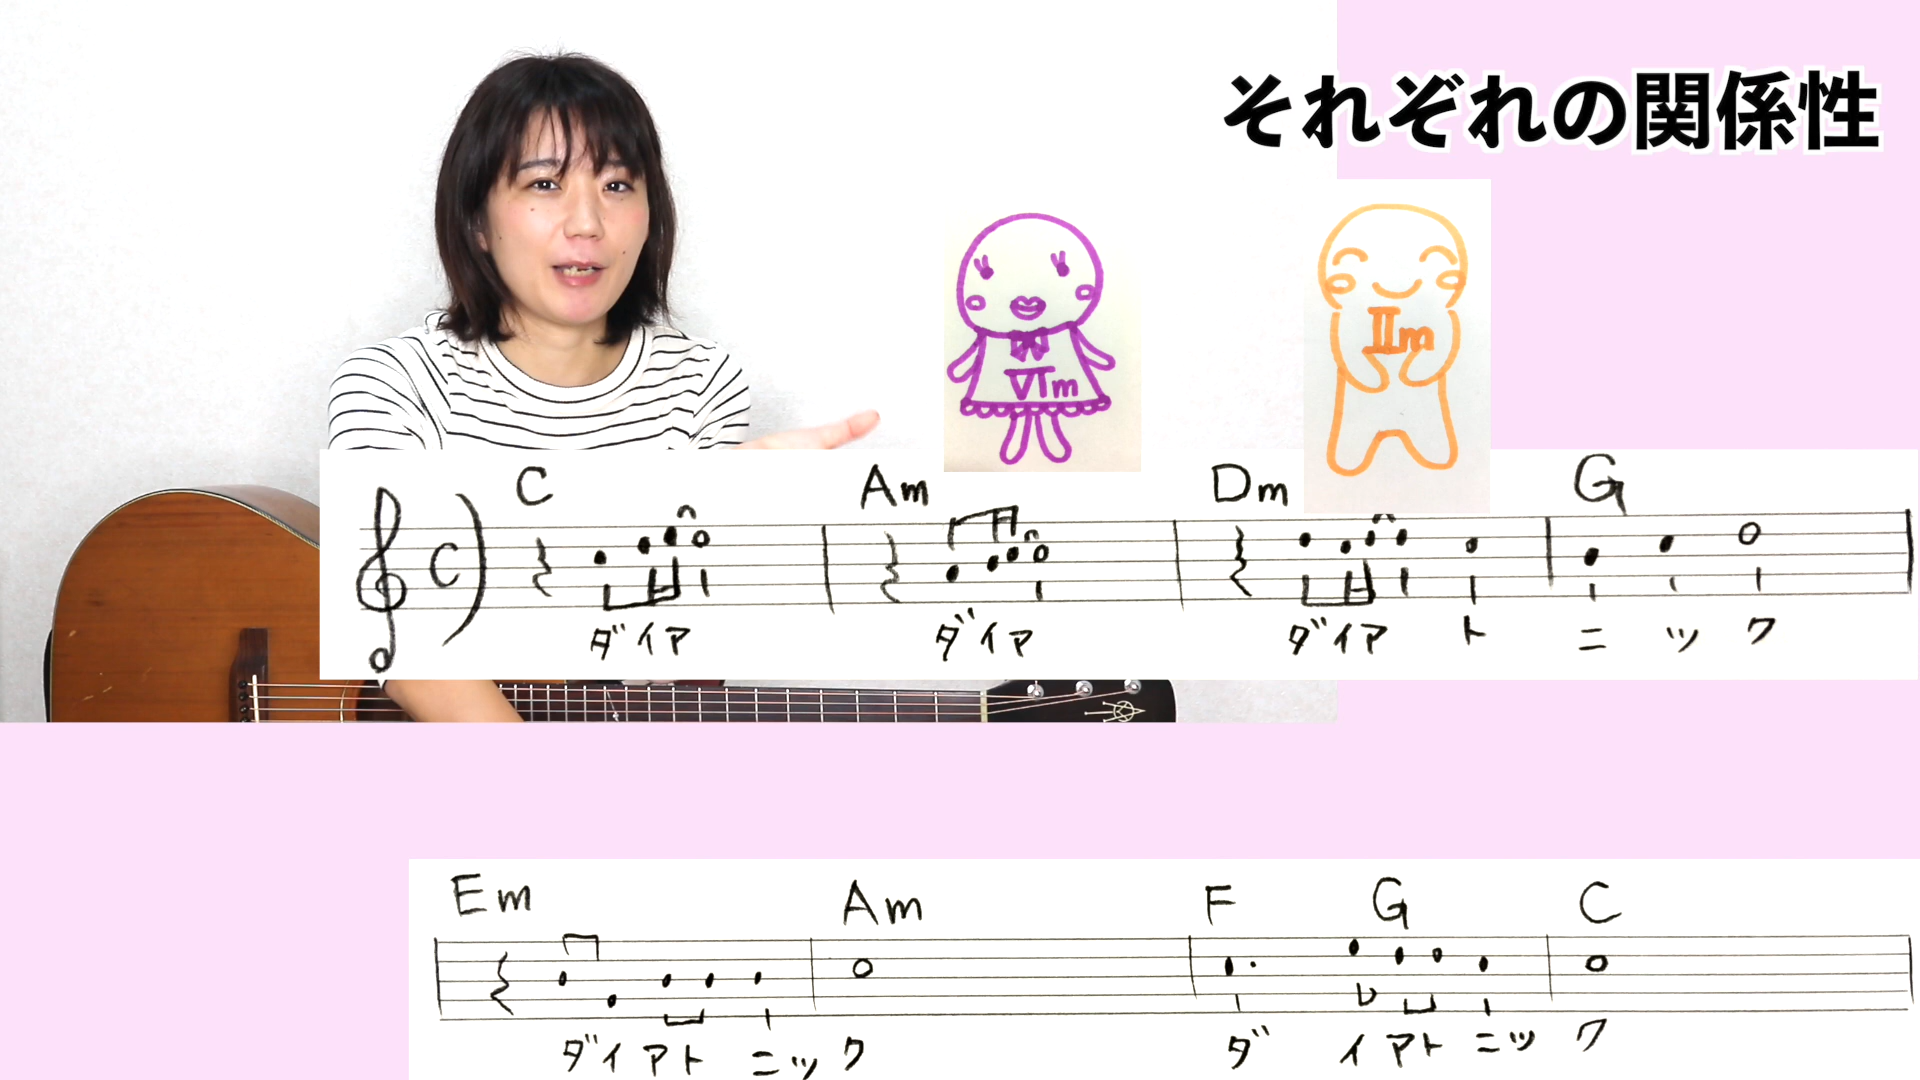 それぞれの関係性
VIm
IIm
C Am Dm G
C
ダイア ダイア ダイア ト ニ ッ ク
Em Am F G C
ダイアト ニック ダ イアト ニッ ク